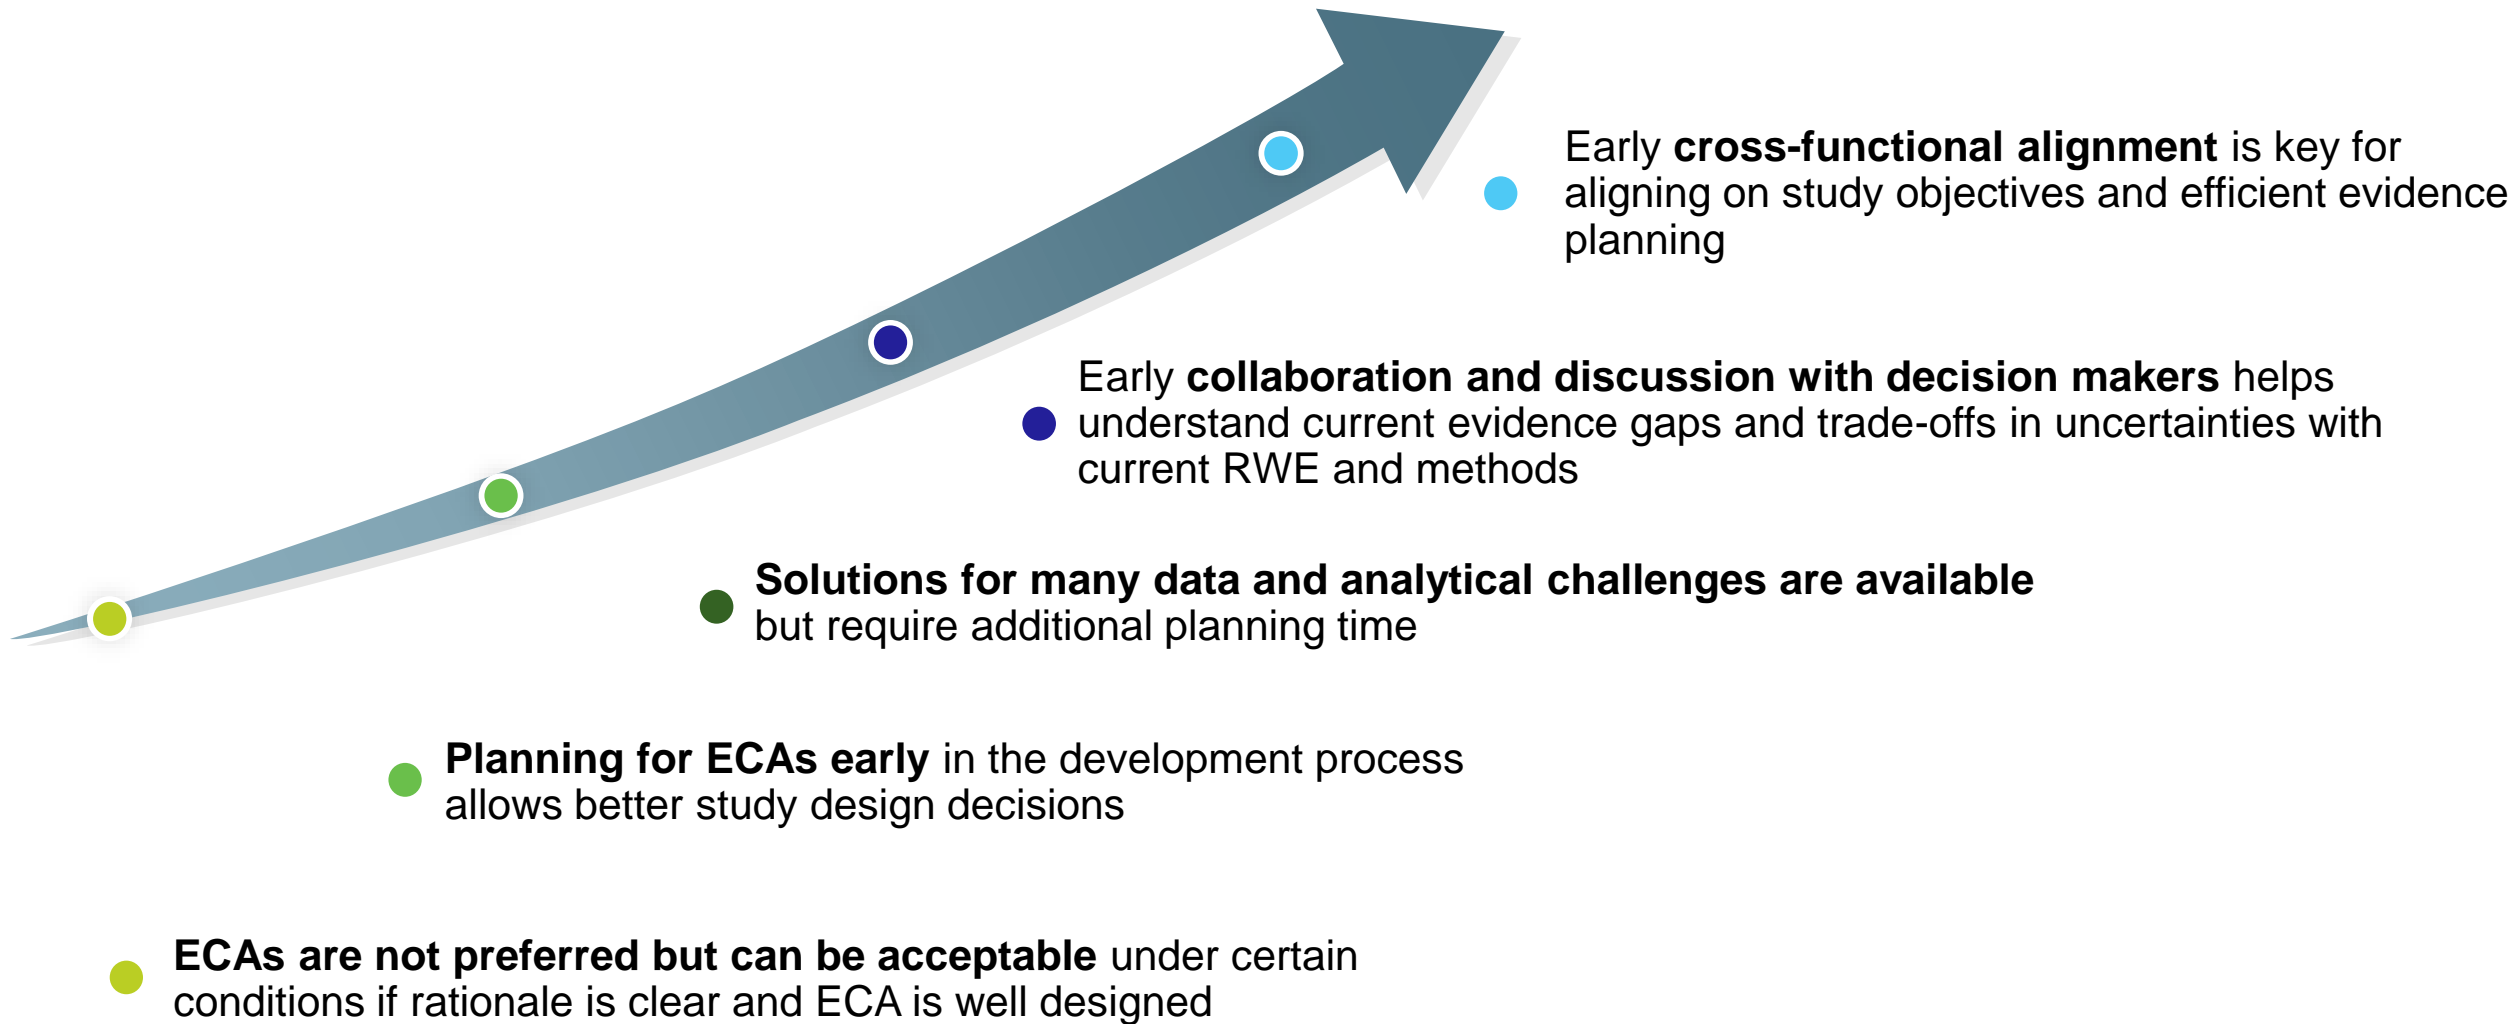 Early cross-functional alignment is key for
aligning on study objectives and efficient evidence
planning
Early collaboration and discussion with decision makers helps
understand current evidence gaps and trade-offs in uncertainties with
current RWE and methods
Solutions for many data and analytical challenges are available
but require additional planning time
Planning for ECAs early in the development process
allows better study design decisions
ECAs are not preferred but can be acceptable under certain
conditions if rationale is clear and ECA is well designed